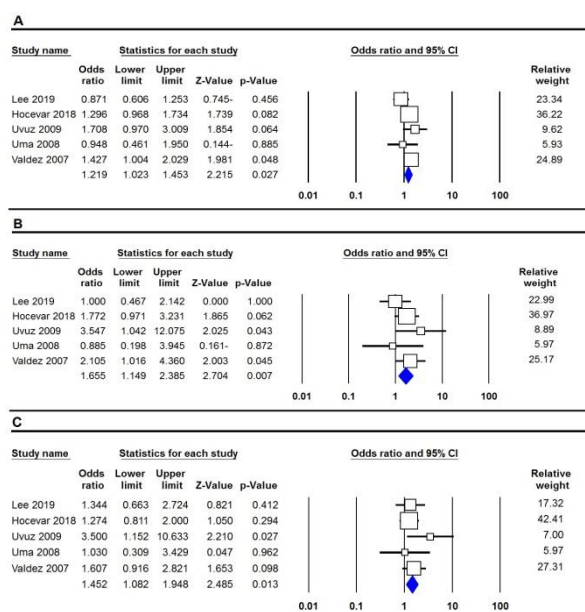 A
Study name Statistics for each study Odds ratio and 95% CI
Odds ratio Lower limit Upper limit Z-Value p-Value Relative weight
Lee 2019 0.871 0.606 1.253 0.745- 0.456 23.34
Hocevar 2018 1.296 0.968 1.734 1.739 0.082 36.22
Uvuz 2009 1.708 0.970 3.009 1.854 0.064 9.62
Uma 2008 0.948 0.461 1.950 0.144- 0.885 5.93
Valdez 2007 1.427 1.004 2.029 1.981 0.048 24.89
1.219 1.023 1.453 2.215 0.027
0.01 0.1 1 10 100
B
Study name Statistics for each study Odds ratio and 95% CI
Odds ratio Lower limit Upper limit Z-Value p-Value Relative weight
Lee 2019 1.000 0.467 2.142 0.000 1.000 22.99
Hocevar 2018 1.772 0.971 3.231 1.865 0.062 36.97
Uvuz 2009 3.547 1.042 12.075 2.025 0.043 8.89
Uma 2008 0.885 0.198 3.945 0.161- 0.872 5.97
Valdez 2007 2.105 1.016 4.360 2.003 0.045 25.17
1.655 1.149 2.385 2.704 0.007
0.01 0.1 1 10 100
C
Study name Statistics for each study Odds ratio and 95% CI
Odds ratio Lower limit Upper limit Z-Value p-Value Relative weight
Lee 2019 1.344 0.663 2.724 0.821 0.412 17.32
Hocevar 2018 1.274 0.811 2.000 1.050 0.294 42.41
Uvuz 2009 3.500 1.152 10.633 2.210 0.027 7.00
Uma 2008 1.030 0.309 3.429 0.047 0.962 5.97
Valdez 2007 1.607 0.916 2.821 1.653 0.098 27.31
1.452 1.082 1.948 2.485 0.013
0.01 0.1 1 10 100